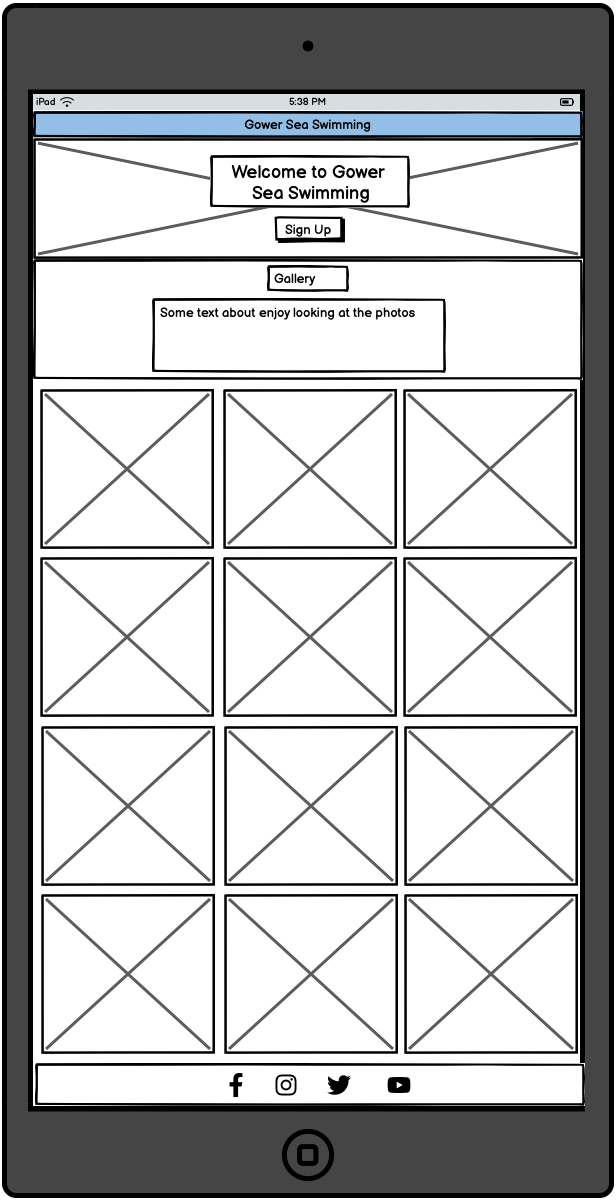 iPad 5:38 PM
Gower Sea Swimming
Welcome to Gower
Sea Swimming
Sign Up
Gallery
Some text about enjoy looking at the photos